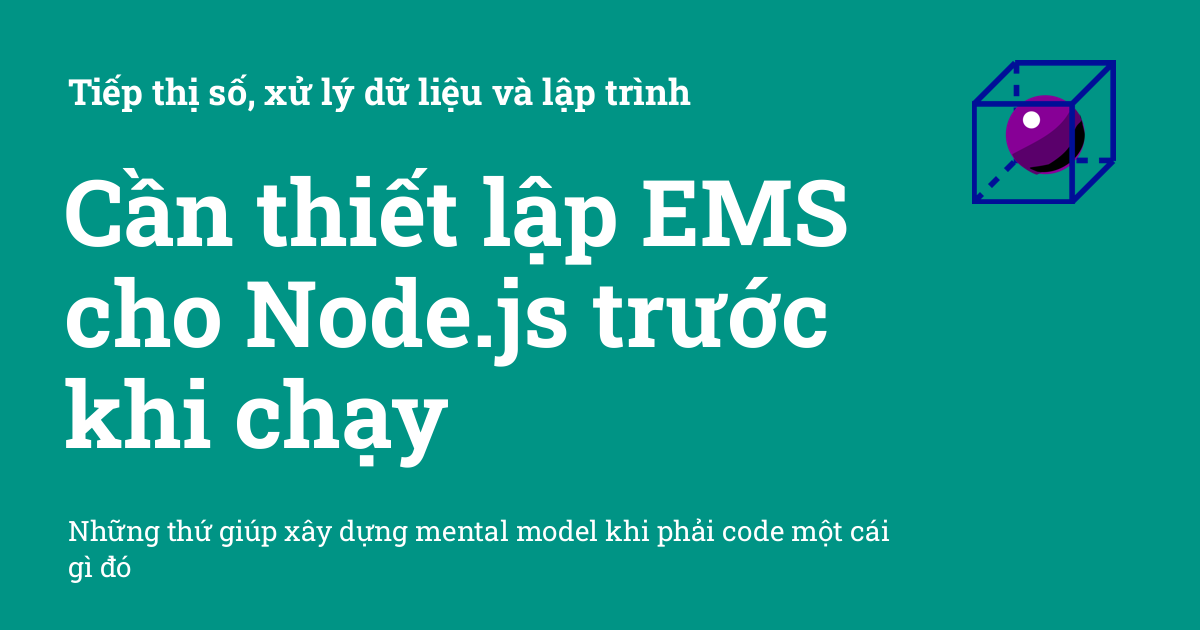 Tiếp thị số, xử lý dữ liệu và lập trình
Cần thiết lập EMS
cho Node.js trước
khi chạy
Những thứ giúp xây dựng mental model khi phải code một cái
gì đó